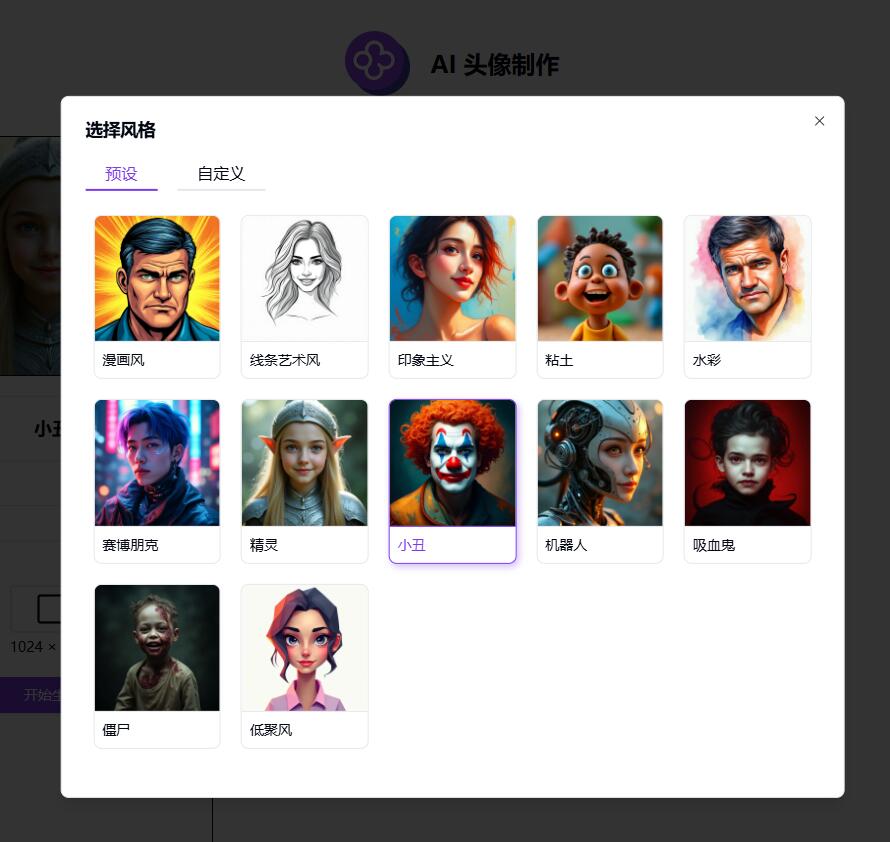 AI 头像制作
选择风格
预设
自定义
漫画风
线条艺术风
印象主义
粘土
水彩
赛博朋克
精灵
小丑
机器人
吸血鬼
僵尸
低聚风
小丑
1024 ×
开始生